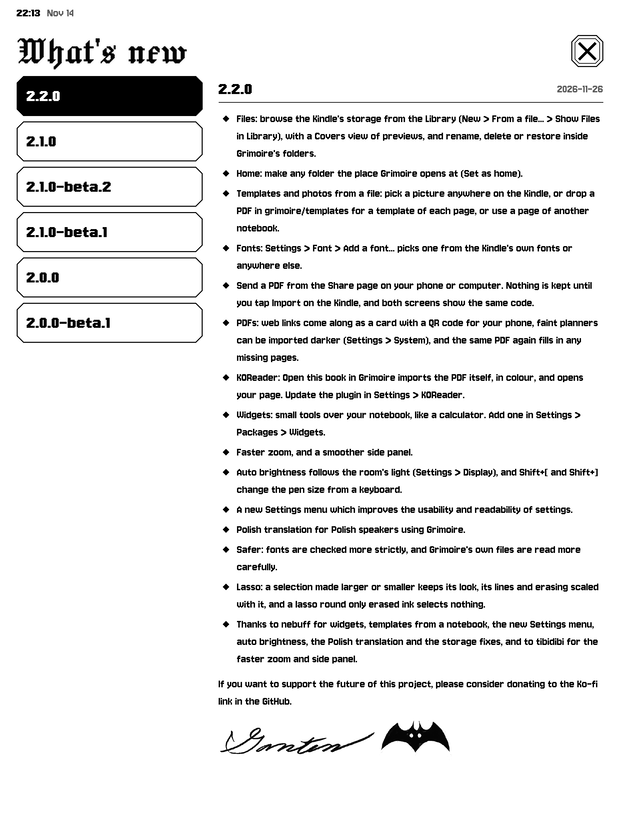 22:13 Nov 14
What's new
2.2.0
2.1.0
2.1.0-beta.2
2.1.0-beta.1
2.0.0
2.0.0-beta.1
2.2.0 2026-11-26
◆ Files: browse the Kindle's storage from the Library (New > From a file... > Show Files
in Library), with a Covers view of previews, and rename, delete or restore inside
Grimoire's folders.
◆ Home: make any folder the place Grimoire opens at (Set as home).
◆ Templates and photos from a file: pick a picture anywhere on the Kindle, or drop a
PDF in grimoire/templates for a template of each page, or use a page of another
notebook.
◆ Fonts: Settings > Font > Add a font... picks one from the Kindle's own fonts or
anywhere else.
◆ Send a PDF from the Share page on your phone or computer. Nothing is kept until
you tap Import on the Kindle, and both screens show the same code.
◆ PDFs: web links come along as a card with a QR code for your phone, faint planners
can be imported darker (Settings > System), and the same PDF again fills in any
missing pages.
◆ KOReader: Open this book in Grimoire imports the PDF itself, in colour, and opens
your page. Update the plugin in Settings > KOReader.
◆ Widgets: small tools over your notebook, like a calculator. Add one in Settings >
Packages > Widgets.
◆ Faster zoom, and a smoother side panel.
◆ Auto brightness follows the room's light (Settings > Display), and Shift+[ and Shift+]
change the pen size from a keyboard.
◆ A new Settings menu which improves the usability and readability of settings.
◆ Polish translation for Polish speakers using Grimoire.
◆ Safer: fonts are checked more strictly, and Grimoire's own files are read more
carefully.
◆ Lasso: a selection made larger or smaller keeps its look, its lines and erasing scaled
with it, and a lasso round only erased ink selects nothing.
◆ Thanks to nebuff for widgets, templates from a notebook, the new Settings menu,
auto brightness, the Polish translation and the storage fixes, and to tibidibi for the
faster zoom and side panel.
If you want to support the future of this project, please consider donating to the Ko-fi
link in the GitHub.